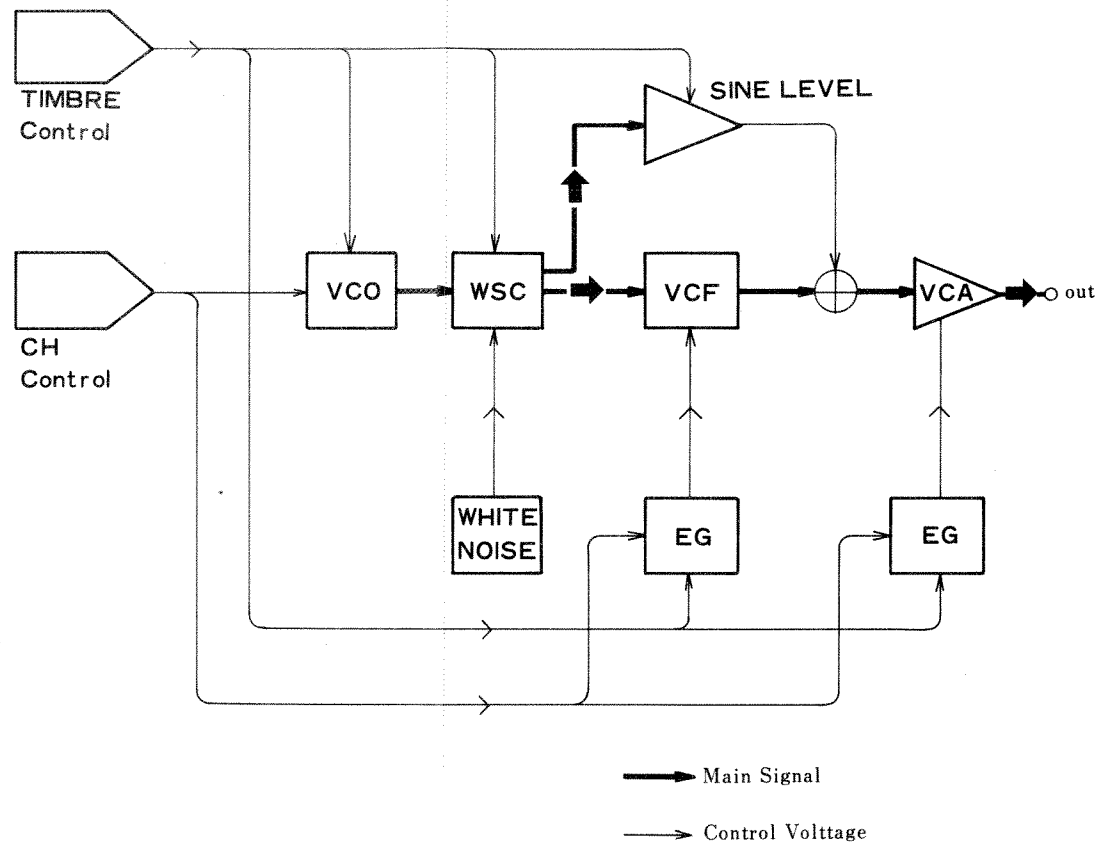 TIMBRE
Control
SINE LEVEL
CH
Control
VCO
WSC
VCF
VCA
out
WHITE
NOISE
EG
EG
Main Signal
Control Volttage